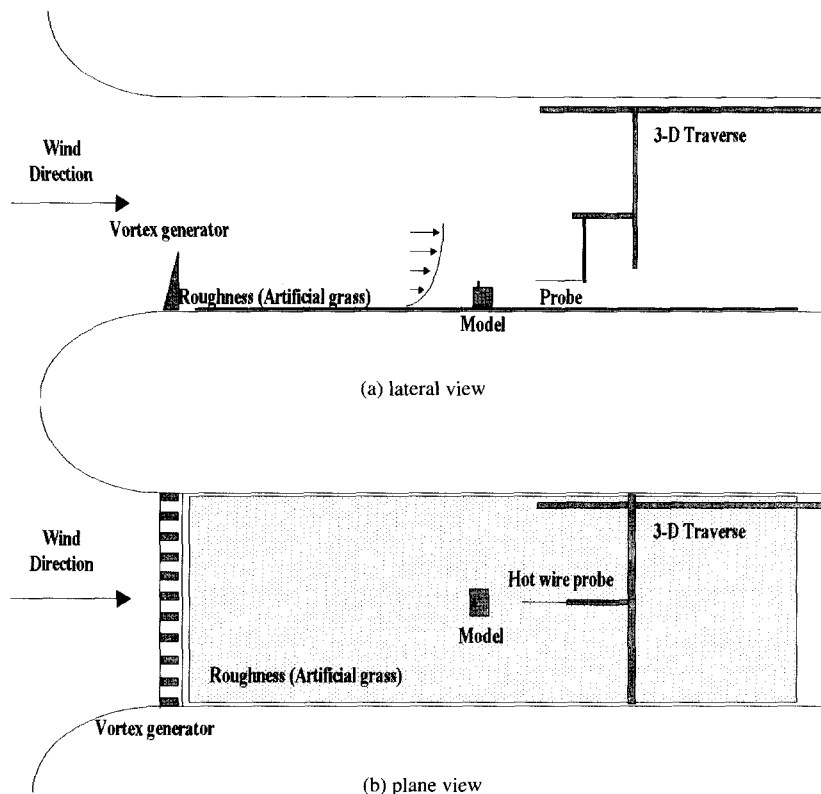 Wind
Direction
3-D Traverse
Vortex generator
Roughness (Artificial grass)
Probe
Model
(a) lateral view
Wind
Direction
3-D Traverse
Hot wire probe
Model
Roughness (Artificial grass)
Vortex generator
(b) plane view